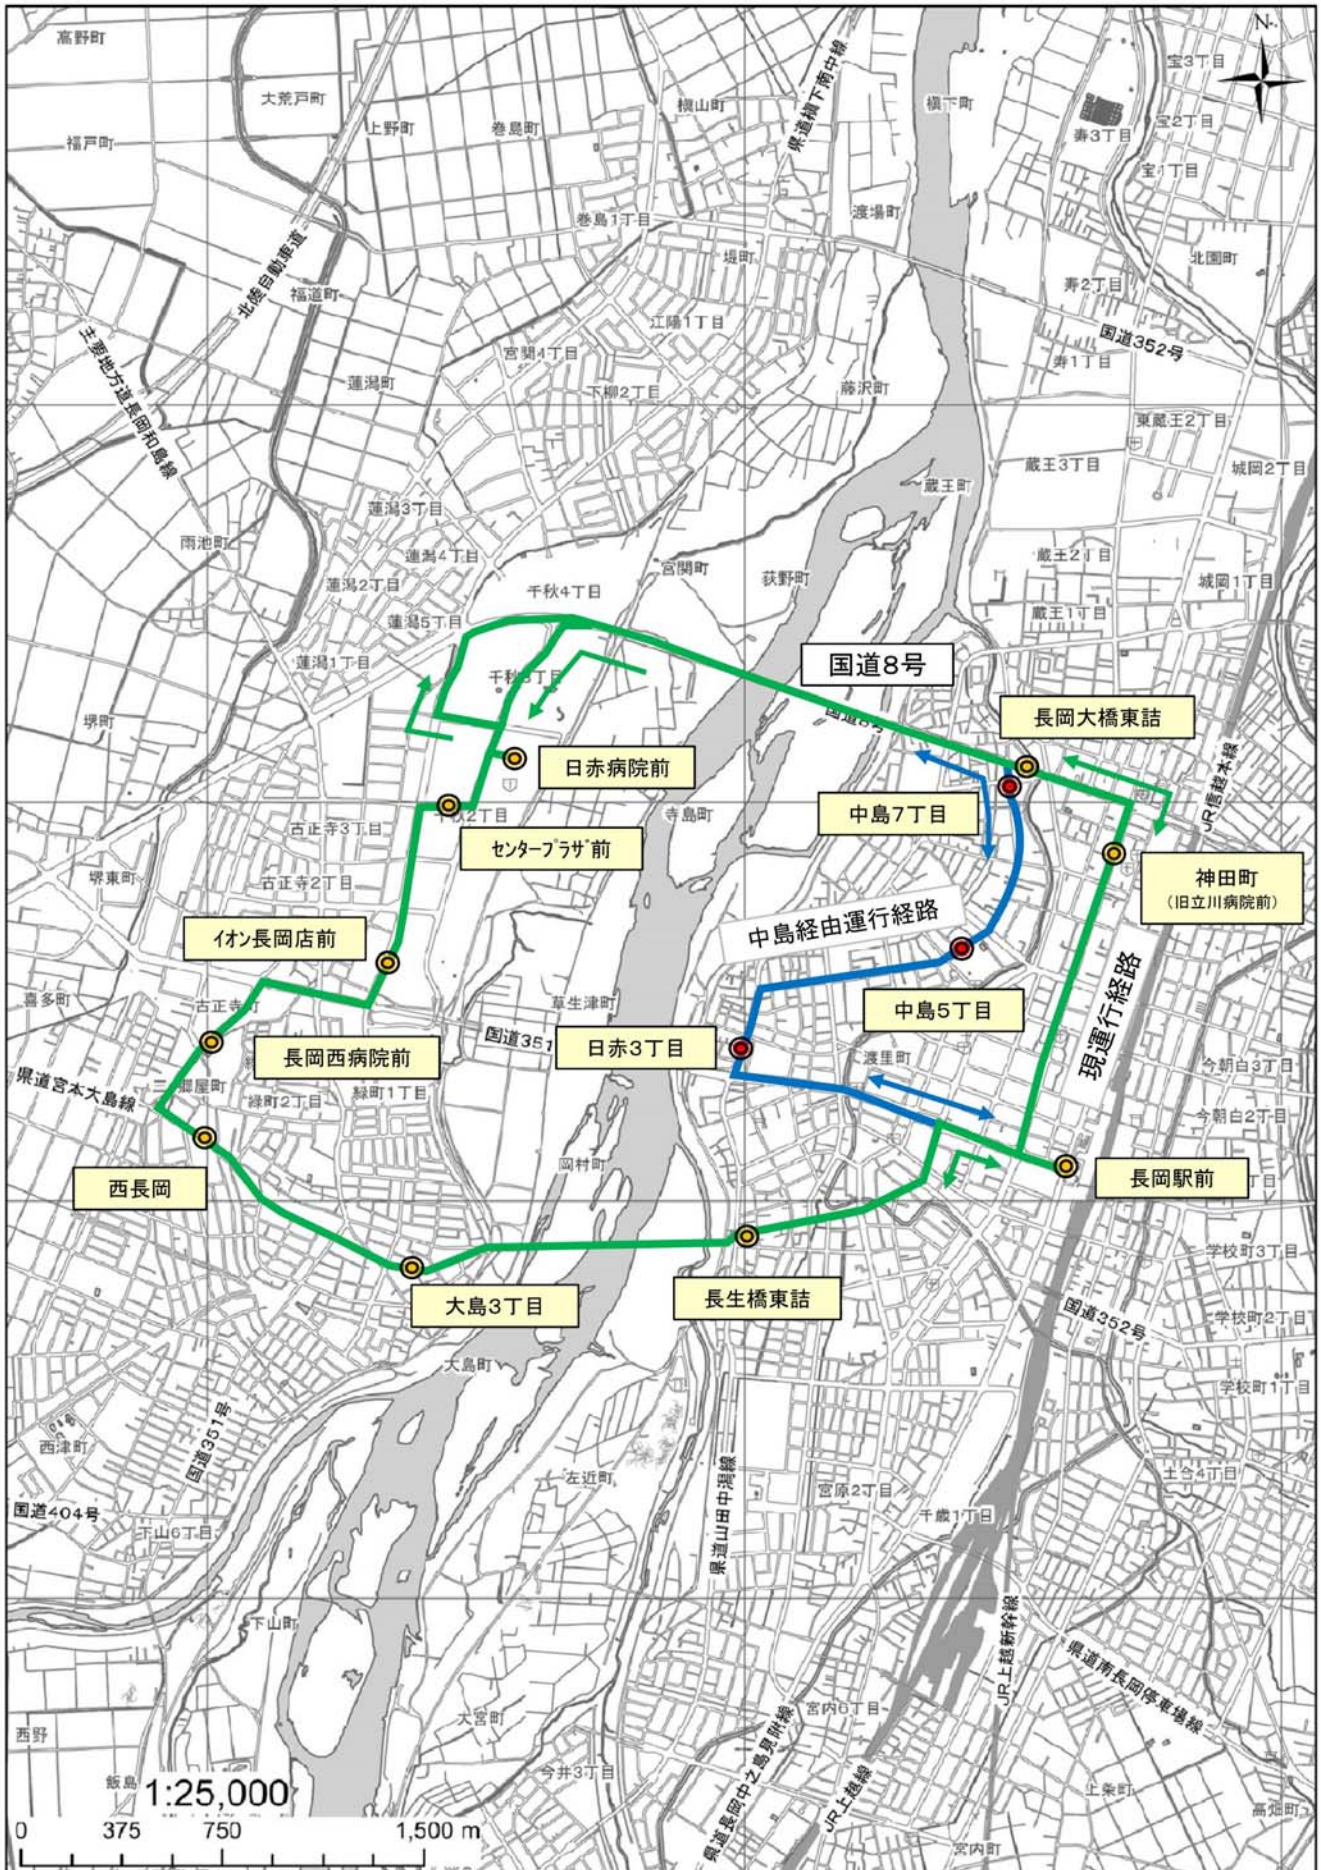 高野町
N
宝3丁目
大荒戸町
県道槇下南中線
槇山町
槇下町
上野町
巻島町
宝2丁目
寿3丁目
福戸町
宝1丁目
渡場町
巻島1丁目
堤町
北園町
北陸自動車道
福道町
寿2丁目
江陽1丁目
国道352号
主要地方道長岡和島線
宮関4丁目
寿1丁目
蓮潟町
下柳2丁目
藤沢町
東蔵王2丁目
蔵王3丁目
城岡2丁目
蔵王町
蓮潟3丁目
雨池町
蓮潟4丁目
蔵王2丁目
宮関町
荻野町
城岡1丁目
蓮潟2丁目
千秋4丁目
蔵王1丁目
蓮潟5丁目
国道8号
蓮潟1丁目
千秋3丁目
堺町
国道8号
長岡大橋東詰
JR信越本線
日赤病院前
寺島町
中島7丁目
千秋2丁目
古正寺3丁目
センタープラザ前
神田町
(旧立川病院前)
堺東町
古正寺2丁目
中島経由運行経路
イオン長岡店前
現運行経路
喜多町
古正寺町
草生津町
中島5丁目
国道351
日赤3丁目
長岡西病院前
渡里町
今朝白3丁目
県道宮本大島線
緑町1丁目
緑町2丁目
今朝白2丁目
岡村町
西長岡
長岡駅前
丁目
学校町3丁目
大島3丁目
長生橋東詰
国道352号
学校町2丁目
大島町
学校町1丁目
国道351号
西津町
左近町
県道山田中潟線
宮原2丁目
土合4丁目
国道404号
千歳1丁目
下山6丁目
下山町
JR上越新幹線
県道南長岡停車場線
大宮町
宮内6丁目
西野
県道長岡中之島見附線
今井3丁目
JR上越線
飯島
1:25,000
上条町
高畑町
宮内町
0 375 750 1,500 m